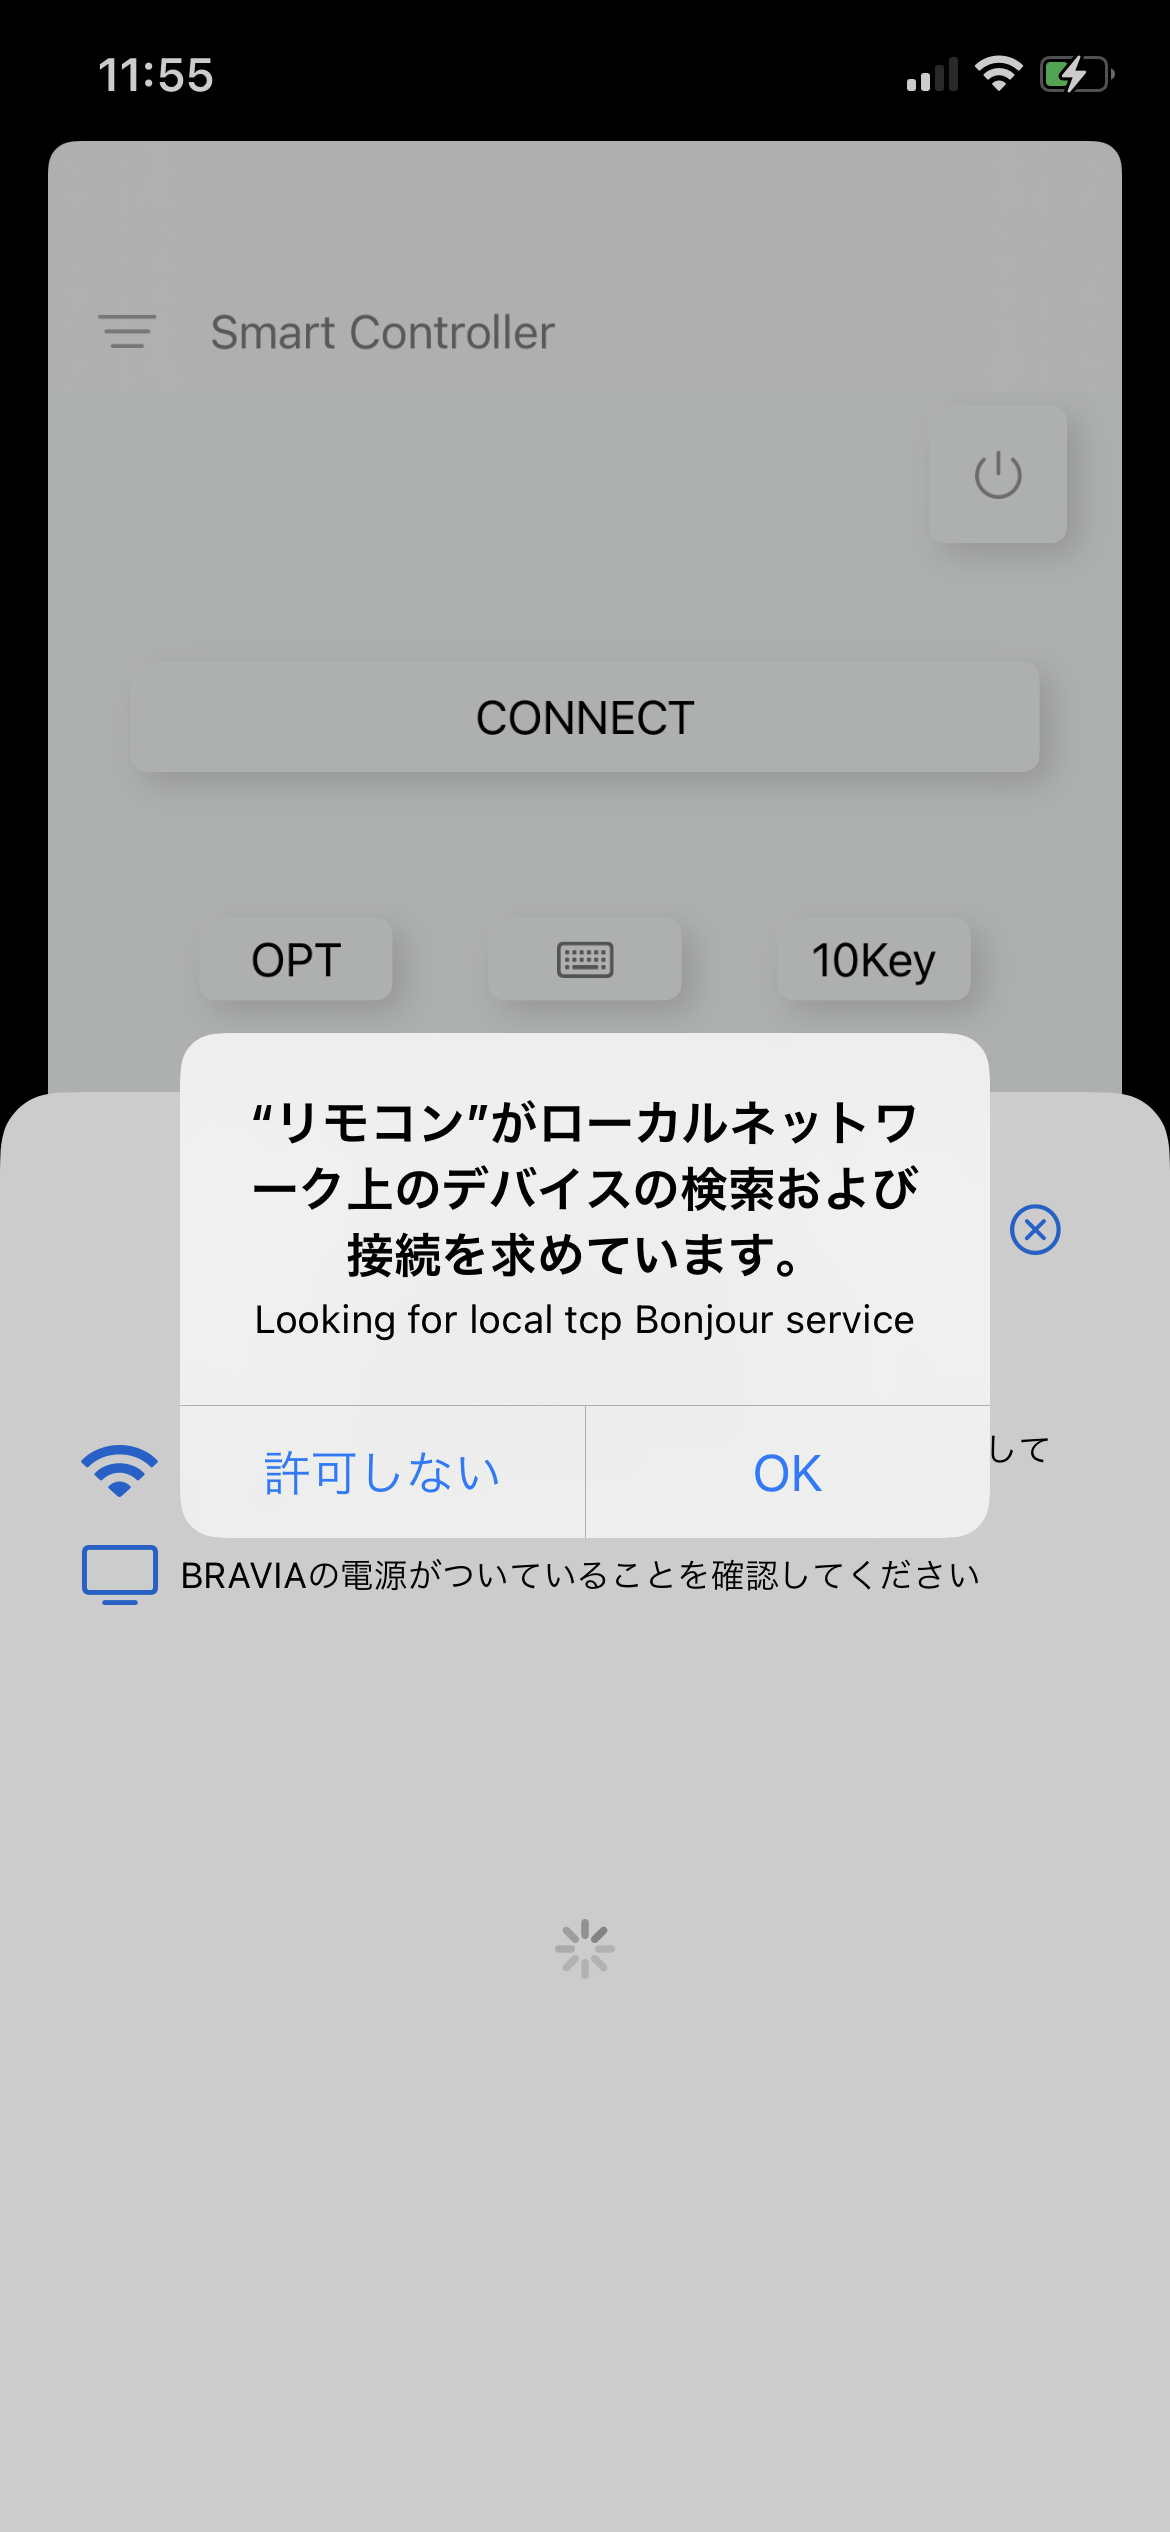 11:55
Smart Controller
CONNECT
OPT
10Key
“リモコン”がローカルネットワ
ーク上のデバイスの検索および
接続を求めています。
Looking for local tcp Bonjour service
許可しない
OK
して
BRAVIAの電源がついていることを確認してください